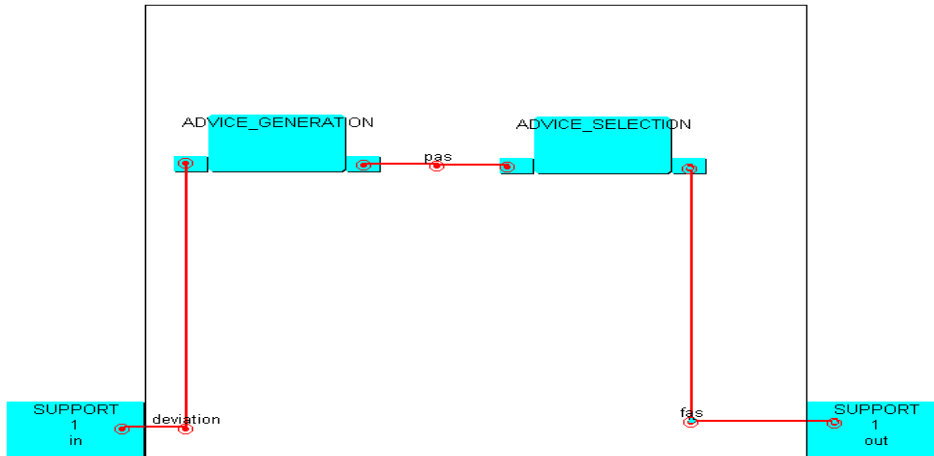 ADVICE_GENERATION
ADVICE_SELECTION
pas
SUPPORT
1
in
deviation
fas
SUPPORT
1
out